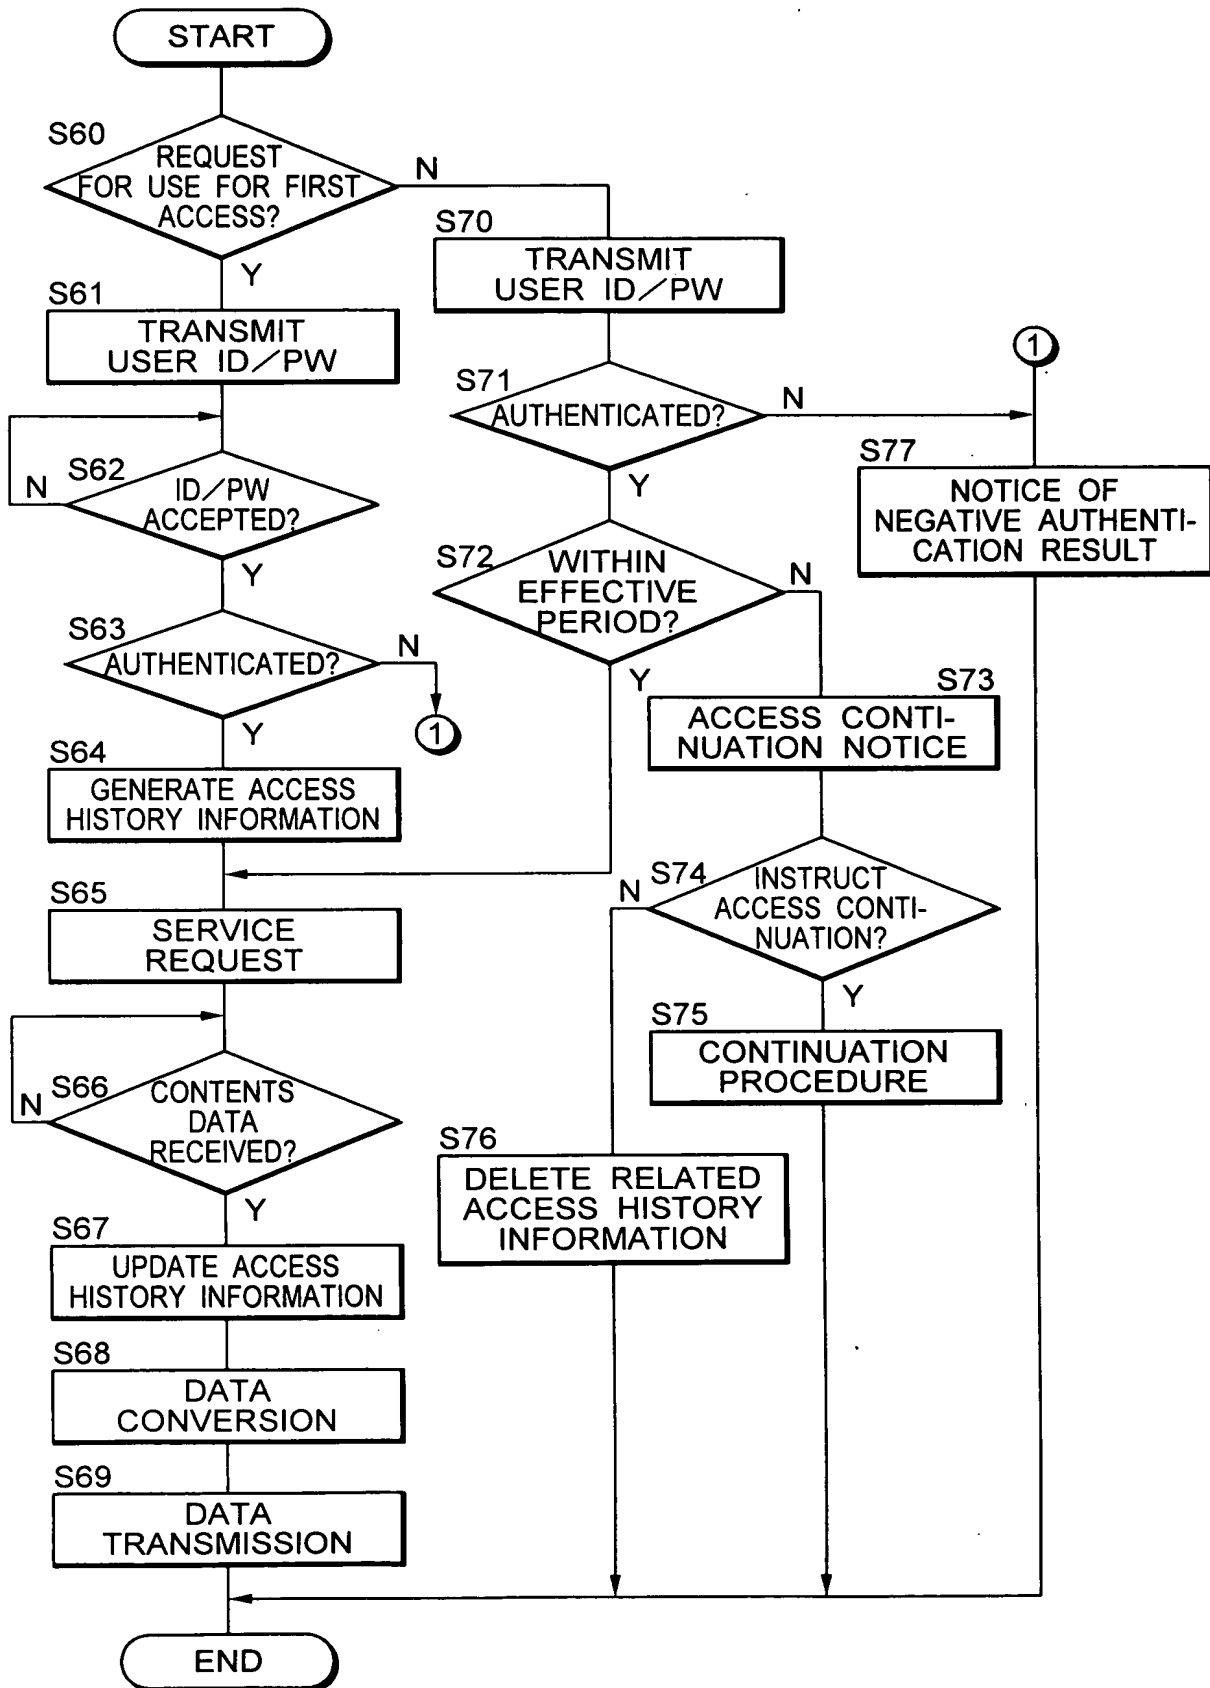 START
S60
REQUEST
FOR USE FOR FIRST
ACCESS?
N
Y
S61
TRANSMIT
USER ID/PW
S62
ID/PW
ACCEPTED?
N
Y
S63
AUTHENTICATED?
N
1
Y
S64
GENERATE ACCESS
HISTORY INFORMATION
S65
SERVICE
REQUEST
S66
CONTENTS
DATA
RECEIVED?
N
Y
S67
UPDATE ACCESS
HISTORY INFORMATION
S68
DATA
CONVERSION
S69
DATA
TRANSMISSION
END
S70
TRANSMIT
USER ID/PW
S71
AUTHENTICATED?
N
Y
S72
WITHIN
EFFECTIVE
PERIOD?
N
Y
S73
ACCESS CONTI-
NUATION NOTICE
S74
INSTRUCT
ACCESS CONTI-
NUATION?
N
Y
S75
CONTINUATION
PROCEDURE
S76
DELETE RELATED
ACCESS HISTORY
INFORMATION
1
S77
NOTICE OF
NEGATIVE AUTHENTI-
CATION RESULT